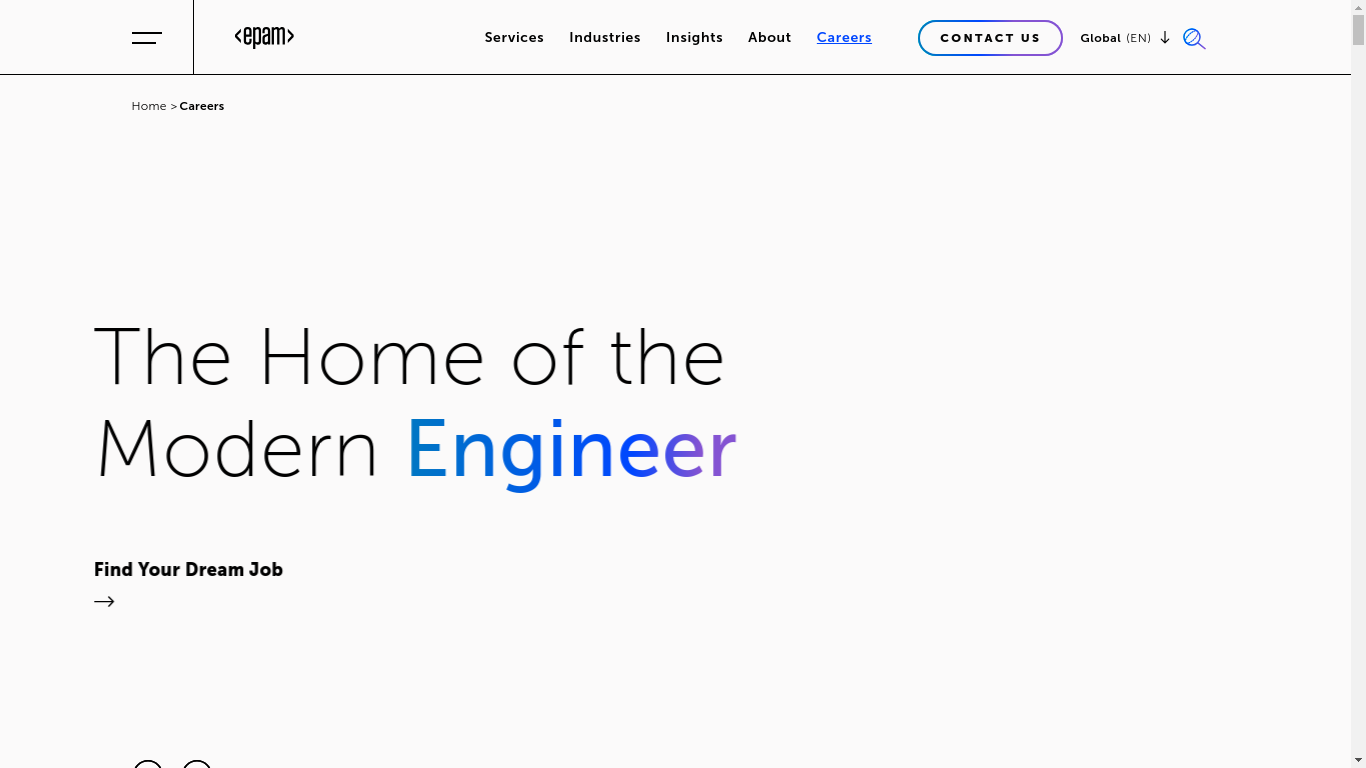 <epam>
Services Industries Insights About Careers
CONTACT US
Global (EN)
Home > Careers
The Home of the
Modern Engineer
Find Your Dream Job